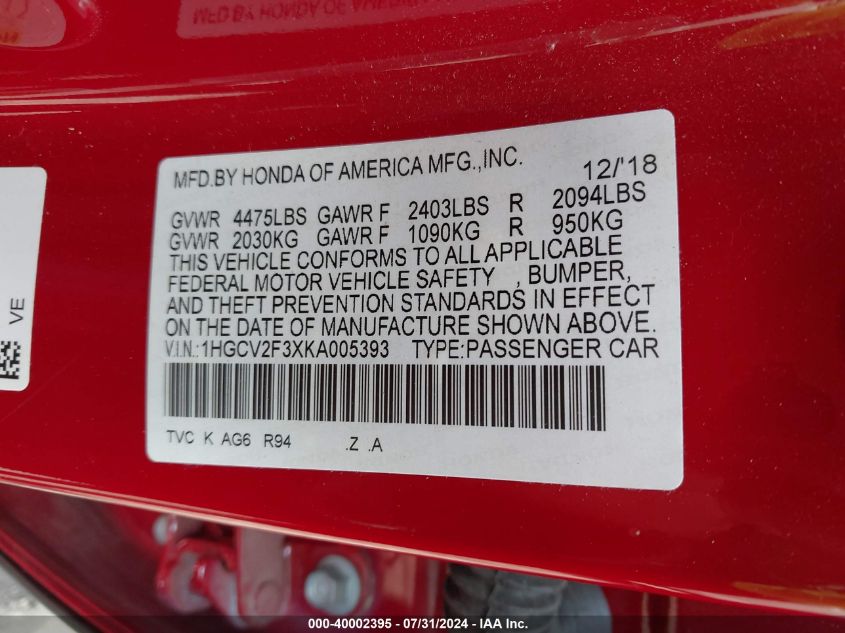 MFD.BY HONDA OF AMERICA MFG.,INC. 12/'18
GVWR 4475LBS GAWR F 2403LBS R 2094LBS
GVWR 2030KG GAWR F 1090KG R 950KG
THIS VEHICLE CONFORMS TO ALL APPLICABLE
FEDERAL MOTOR VEHICLE SAFETY , BUMPER,
AND THEFT PREVENTION STANDARDS IN EFFECT
ON THE DATE OF MANUFACTURE SHOWN ABOVE.
V.I.N.:1HGCV2F3XKA005393 TYPE:PASSENGER CAR
TVC K AG6 R94 .Z .A
VE
000-40002395 - 07/31/2024 - IAA Inc.